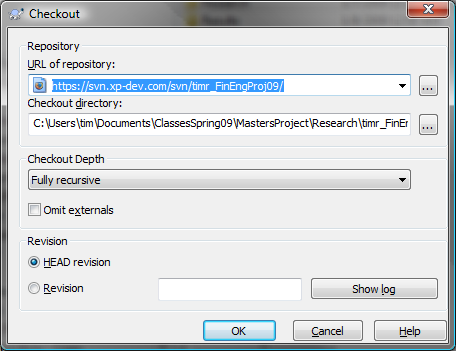 Checkout
Repository
URL of repository:
https://svn.xp-dev.com/svn/timr_FinEngProj09/
...
Checkout directory:
C:\Users\tim\Documents\ClassesSpring09\MastersProject\Research\timr_FinEn
...
Checkout Depth
Fully recursive
Omit externals
Revision
HEAD revision
Revision
Show log
OK
Cancel
Help